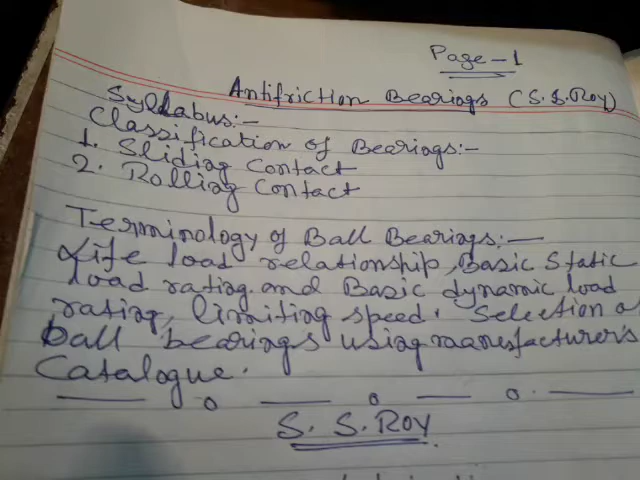 Page-1
Antifriction Bearings (S.S.Roy)
Syllabus:-
Classification of Bearings:-
1. Sliding Contact
2. Rolling Contact
Terminology of Ball Bearings:-
Life load relationship, Basic Static
load rating and Basic dynamic load
rating, limiting speed. Selection of
ball bearings using manufacturer's
Catalogue.
S. S. ROY